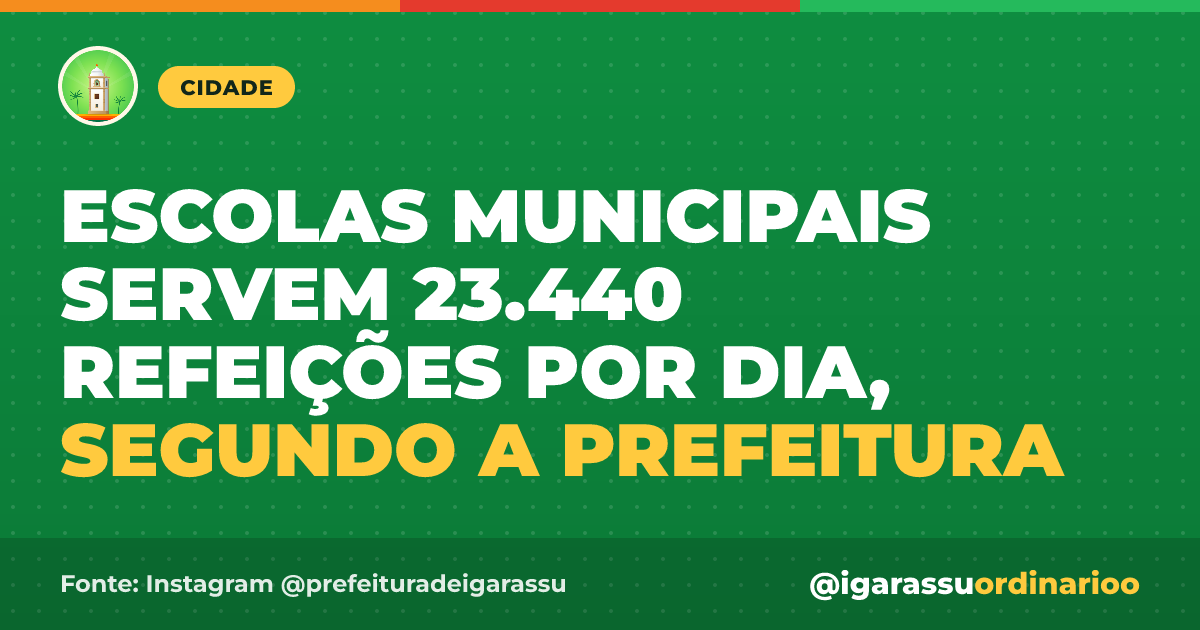 CIDADE
ESCOLAS MUNICIPAIS
SERVEM 23.440
REFEIÇÕES POR DIA,
SEGUNDO A PREFEITURA
Fonte: Instagram @prefeituradeigarassu
@igarassuordinarioo